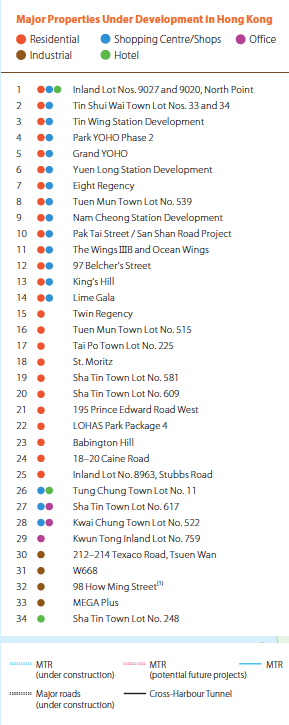 Major Properties Under Development in Hong Kong
Residential Shopping Centre/Shops Office
Industrial Hotel
1 Inland Lot Nos. 9027 and 9020, North Point
2 Tin Shui Wai Town Lot Nos. 33 and 34
3 Tin Wing Station Development
4 Park YOHO Phase 2
5 Grand YOHO
6 Yuen Long Station Development
7 Eight Regency
8 Tuen Mun Town Lot No. 539
9 Nam Cheong Station Development
10 Pak Tai Street / San Shan Road Project
11 The Wings IIIB and Ocean Wings
12 97 Belcher's Street
13 King's Hill
14 Lime Gala
15 Twin Regency
16 Tuen Mun Town Lot No. 515
17 Tai Po Town Lot No. 225
18 St. Moritz
19 Sha Tin Town Lot No. 581
20 Sha Tin Town Lot No. 609
21 195 Prince Edward Road West
22 LOHAS Park Package 4
23 Babington Hill
24 18–20 Caine Road
25 Inland Lot No. 8963, Stubbs Road
26 Tung Chung Town Lot No. 11
27 Sha Tin Town Lot No. 617
28 Kwai Chung Town Lot No. 522
29 Kwun Tong Inland Lot No. 759
30 212–214 Texaco Road, Tsuen Wan
31 W668
32 98 How Ming Street(1)
33 MEGA Plus
34 Sha Tin Town Lot No. 248
MTR MTR MTR
(under construction) (potential future projects)
Major roads Cross-Harbour Tunnel
(under construction)